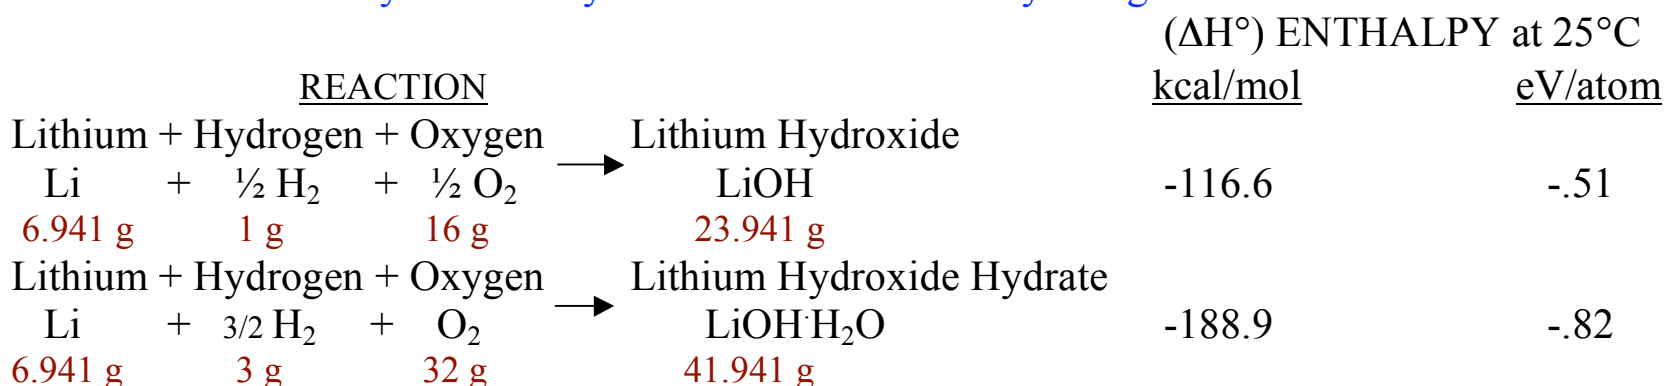 (ΔH°) ENTHALPY at 25°C
REACTION kcal/mol eV/atom
Lithium + Hydrogen + Oxygen ⟶ Lithium Hydroxide
Li + ½ H₂ + ½ O₂ LiOH -116.6 -.51
6.941 g 1 g 16 g 23.941 g
Lithium + Hydrogen + Oxygen ⟶ Lithium Hydroxide Hydrate
Li + 3/2 H₂ + O₂ LiOH·H₂O -188.9 -.82
6.941 g 3 g 32 g 41.941 g